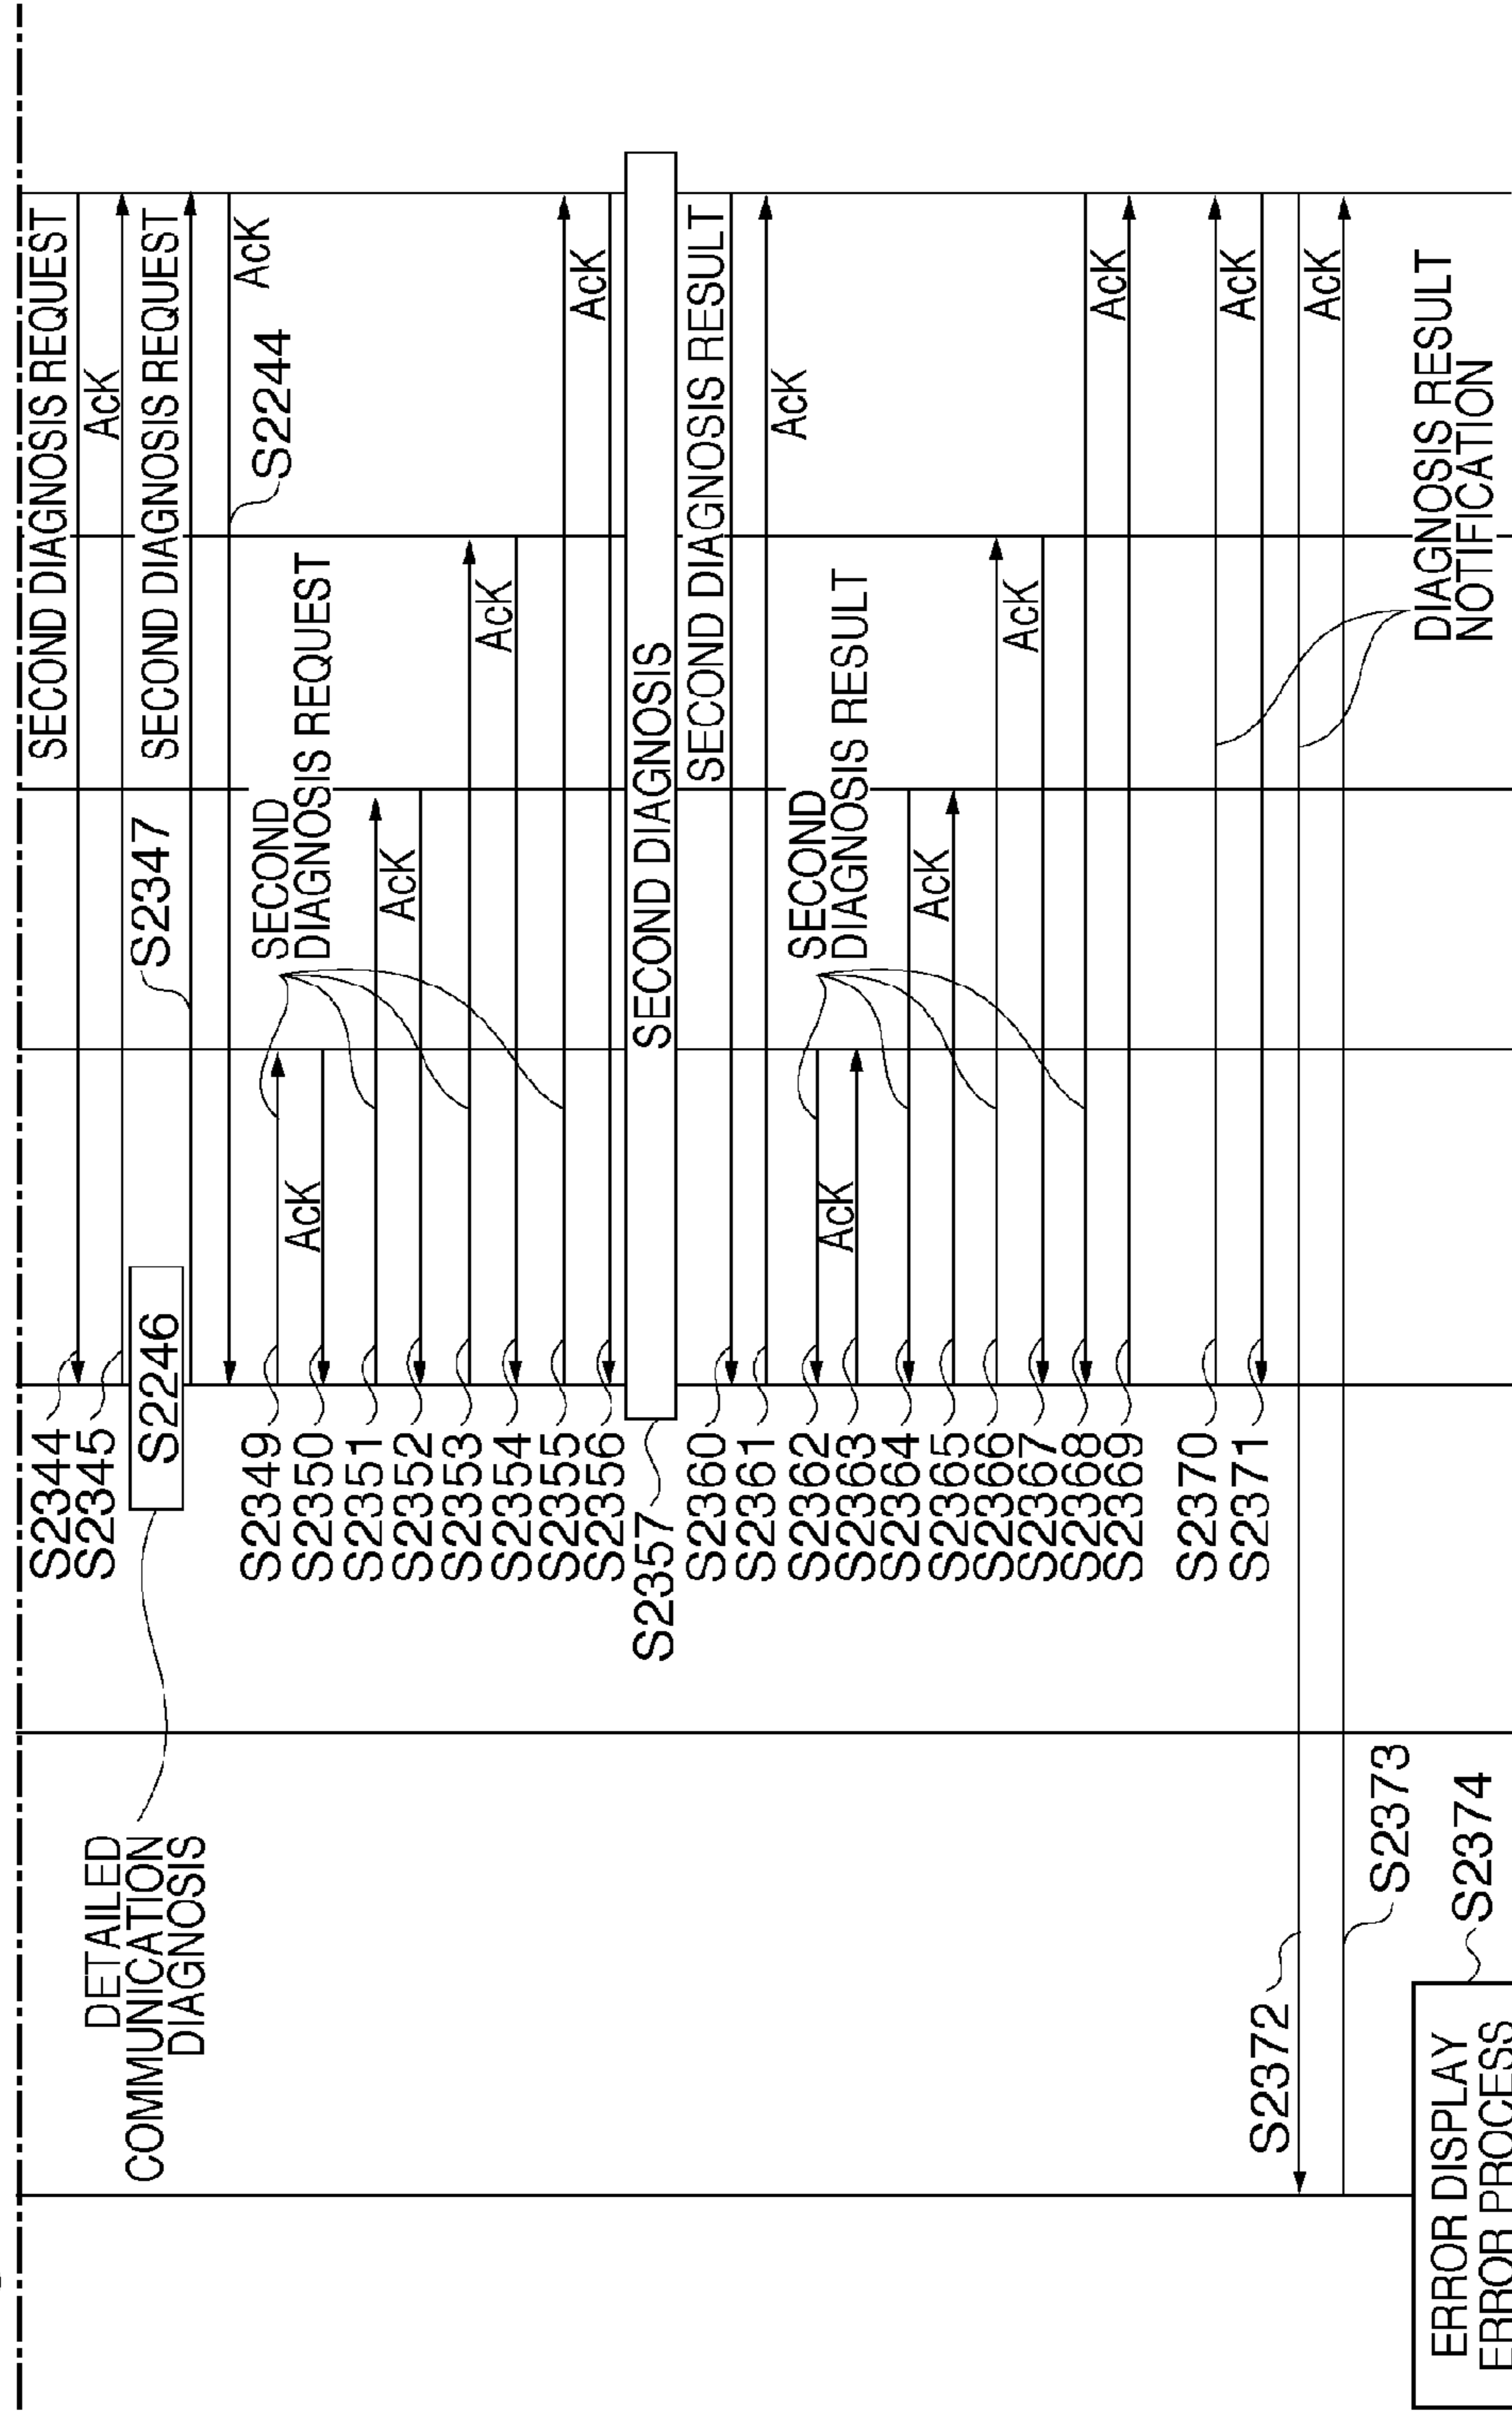 SECOND DIAGNOSIS REQUEST
S2344
AcK
S2345
SECOND DIAGNOSIS REQUEST
S2347
S2246
DETAILED
COMMUNICATION
DIAGNOSIS
AcK
S2244
SECOND
DIAGNOSIS REQUEST
S2349
AcK
S2350
S2351
AcK
S2352
S2353
AcK
S2354
S2355
AcK
S2356
SECOND DIAGNOSIS
S2357
SECOND DIAGNOSIS RESULT
S2360
AcK
S2361
SECOND
DIAGNOSIS RESULT
S2362
AcK
S2363
S2364
AcK
S2365
S2366
AcK
S2367
S2368
AcK
S2369
S2370
AcK
S2371
S2372
AcK
S2373
DIAGNOSIS RESULT
NOTIFICATION
S2374
ERROR DISPLAY
ERROR PROCESS